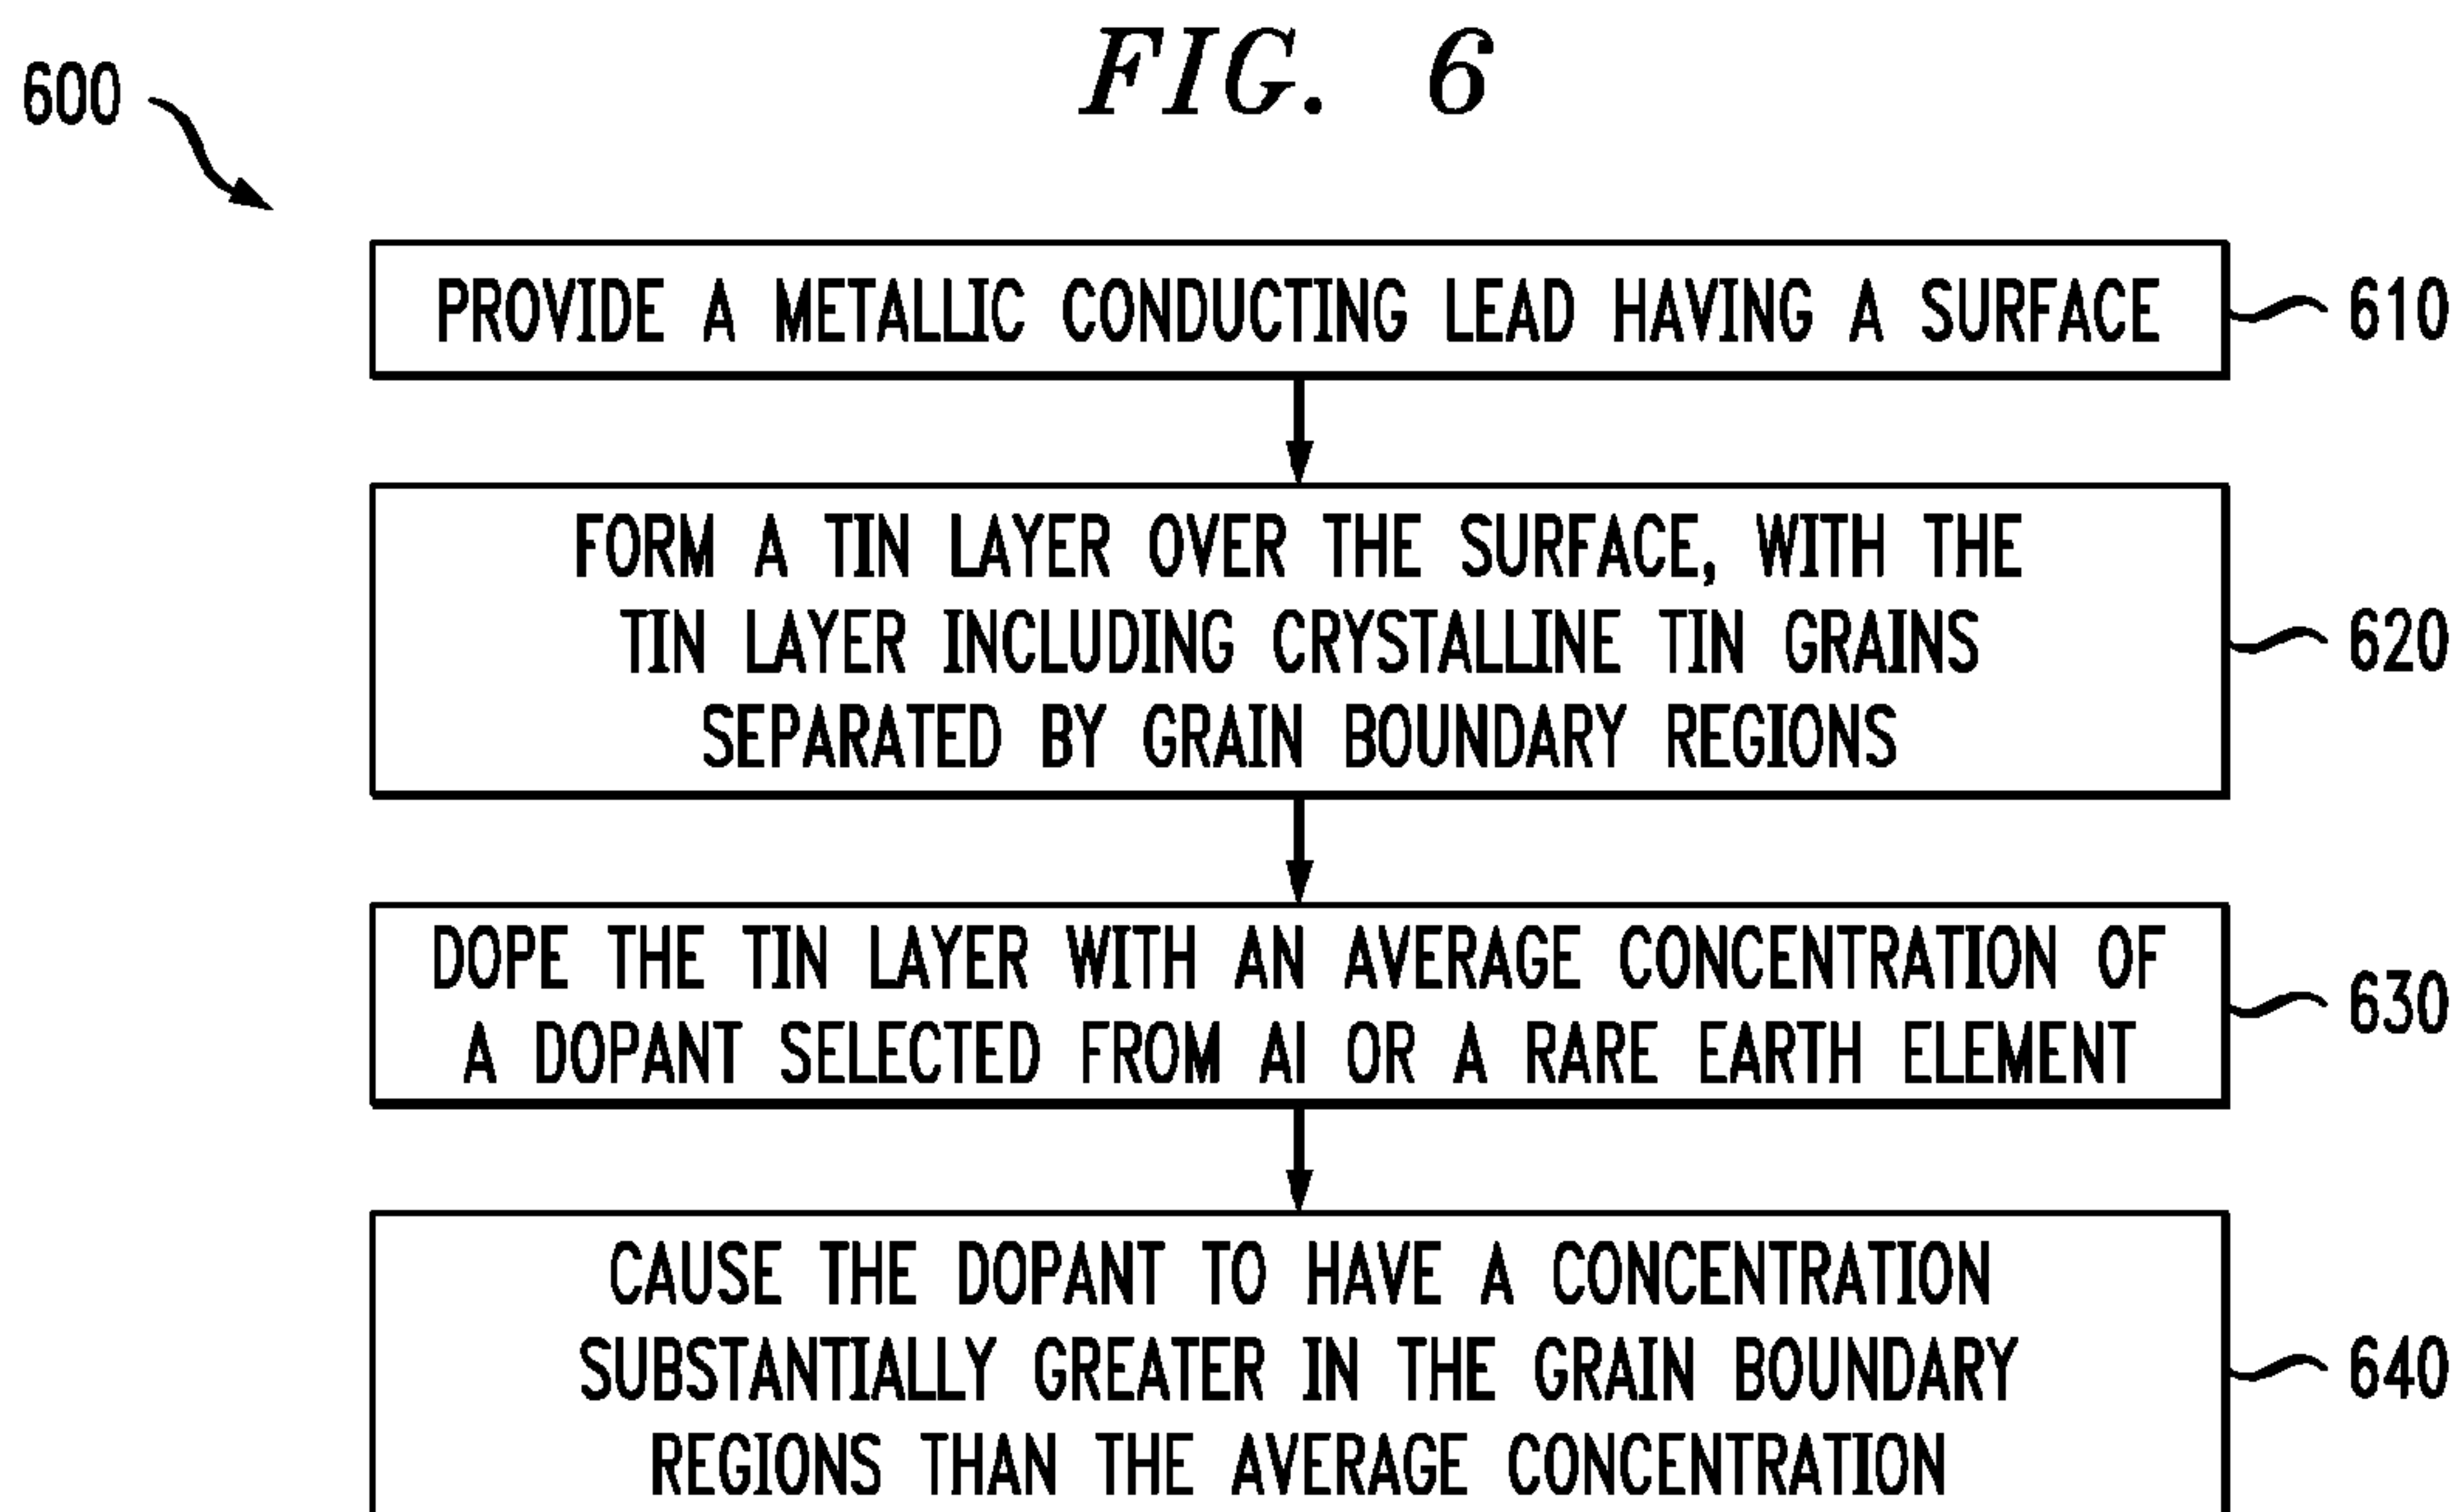 FIG. 6
600
PROVIDE A METALLIC CONDUCTING LEAD HAVING A SURFACE
610
FORM A TIN LAYER OVER THE SURFACE, WITH THE
TIN LAYER INCLUDING CRYSTALLINE TIN GRAINS
SEPARATED BY GRAIN BOUNDARY REGIONS
620
DOPE THE TIN LAYER WITH AN AVERAGE CONCENTRATION OF
A DOPANT SELECTED FROM Al OR A RARE EARTH ELEMENT
630
CAUSE THE DOPANT TO HAVE A CONCENTRATION
SUBSTANTIALLY GREATER IN THE GRAIN BOUNDARY
REGIONS THAN THE AVERAGE CONCENTRATION
640